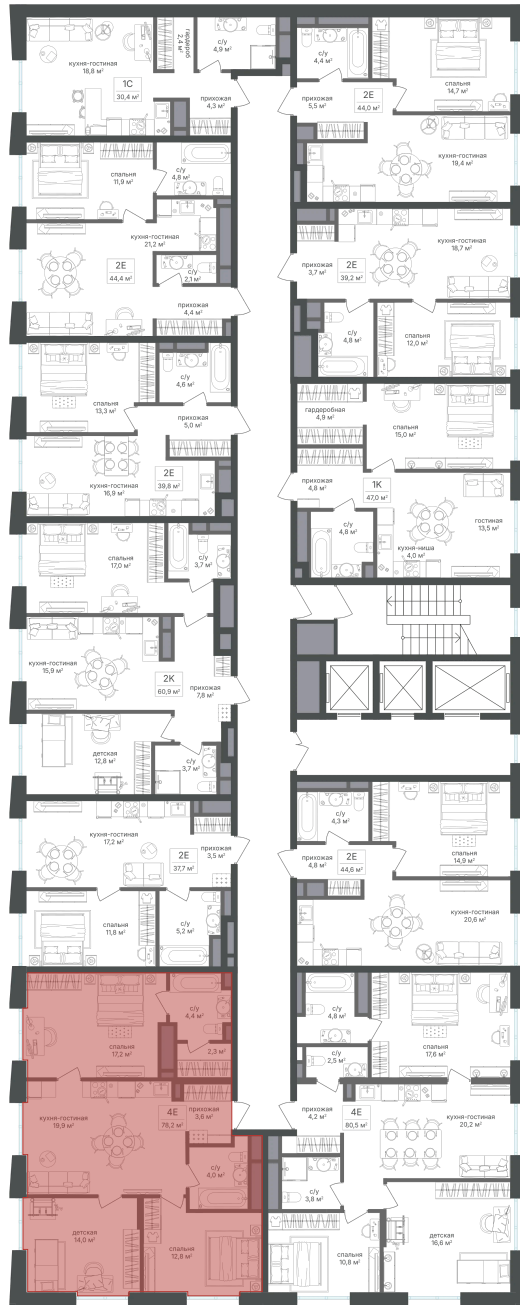 кухня-гостиная
18,8 м²
гардероб
2,4 м²
с/у
4,9 м²
1С
30,4
прихожая
4,3 м²
с/у
4,4 м²
спальня
14,7 м²
прихожая
5,5 м²
2Е
44,0 м²
кухня-гостиная
19,4 м²
спальня
11,9 м²
с/у
4,8 м²
кухня-гостиная
21,2 м²
2Е
44,4 м²
с/у
2,1 м²
прихожая
4,4 м²
кухня-гостиная
18,7 м²
прихожая
3,7 м²
2Е
39,2 м²
с/у
4,8 м²
спальня
12,0 м²
спальня
13,3 м²
с/у
4,6 м²
прихожая
5,0 м²
2Е
39,8 м²
кухня-гостиная
16,9 м²
гардеробная
4,9 м²
спальня
15,0 м²
прихожая
4,8 м²
1К
47,0 м²
гостиная
13,5 м²
с/у
4,8 м²
кухня-ниша
4,0 м²
спальня
17,0 м²
с/у
3,7 м²
кухня-гостиная
15,9 м²
2К
60,9 м²
прихожая
7,8 м²
детская
12,8 м²
с/у
3,7 м²
кухня-гостиная
17,2 м²
2Е
37,7 м²
прихожая
3,5 м²
спальня
11,8 м²
с/у
5,2 м²
с/у
4,3 м²
прихожая
4,8 м²
2Е
44,6 м²
спальня
14,9 м²
кухня-гостиная
20,6 м²
спальня
17,2 м²
с/у
4,4 м²
2,3 м²
кухня-гостиная
19,9 м²
4Е
76,2 м²
прихожая
3,6 м²
с/у
4,0 м²
детская
14,0 м²
спальня
12,8 м²
с/у
4,8 м²
с/у
2,5 м²
спальня
17,6 м²
прихожая
4,2 м²
4Е
80,5 м²
кухня-гостиная
20,2 м²
с/у
3,8 м²
спальня
10,8 м²
детская
16,6 м²